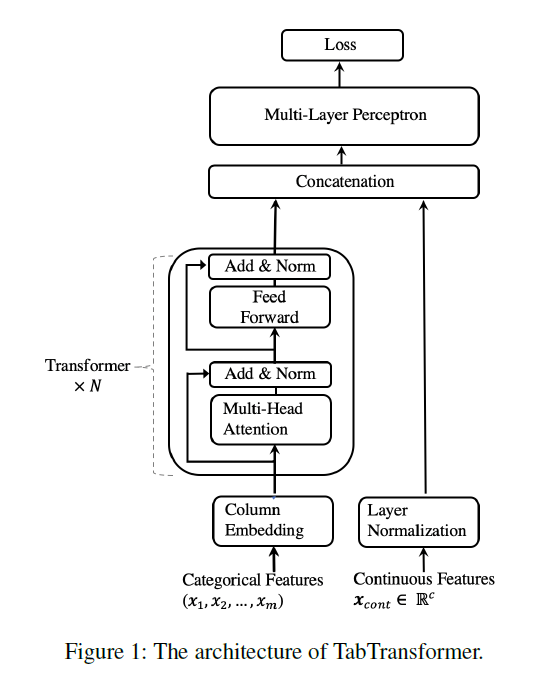 Loss
Multi-Layer Perceptron
Concatenation
Add & Norm
Feed
Forward
Transformer
× N
Add & Norm
Multi-Head
Attention
Column
Embedding
Layer
Normalization
Categorical Features
(x₁, x₂, ..., xₘ)
Continuous Features
x_cont ∈ ℝᶜ
Figure 1: The architecture of TabTransformer.